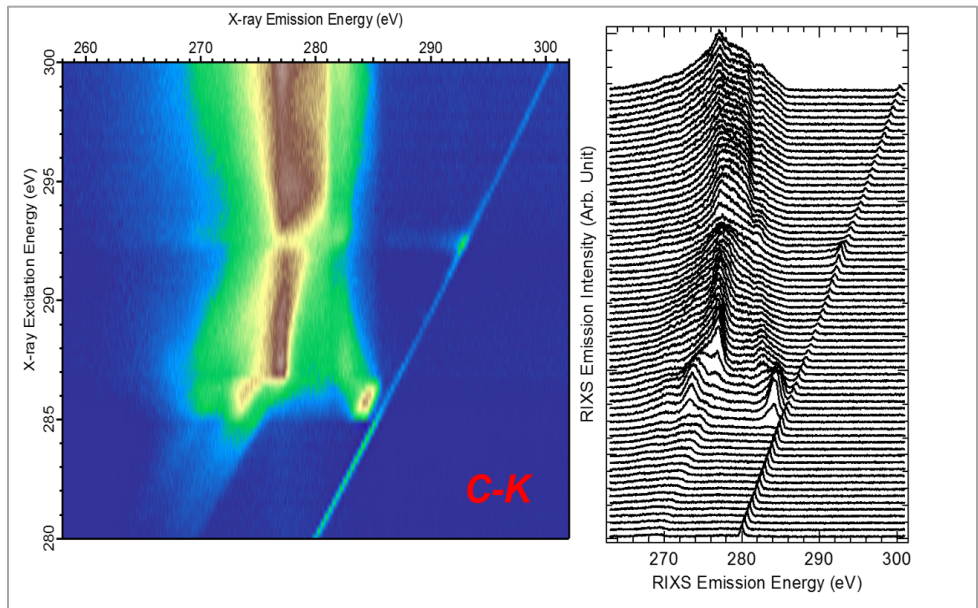 X-ray Emission Energy (eV)
260 270 280 290 300
X-ray Excitation Energy (eV)
300
295
290
285
280
C-K
RIXS Emission Intensity (Arb. Unit)
270 280 290 300
RIXS Emission Energy (eV)